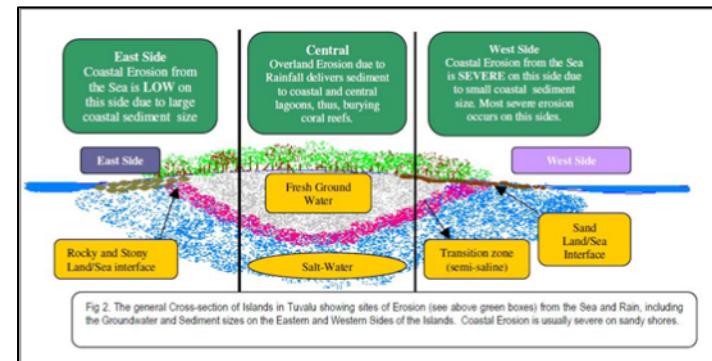 East Side
Coastal Erosion from
the Sea is LOW on
this side due to large
coastal sediment size
Central
Overland Erosion due to
Rainfall delivers sediment
to coastal and central
lagoons, thus, burying
coral reefs.
West Side
Coastal Erosion from the Sea
is SEVERE on this side due
to small coastal sediment
size. Most severe erosion
occurs on this sides.
East Side
West Side
Fresh Ground
Water
Rocky and Stony
Land/Sea interface
Salt-Water
Transition zone
(semi-saline)
Sand
Land/Sea
Interface
Fig 2. The general Cross-section of Islands in Tuvalu showing sites of Erosion (see above green boxes) from the Sea and Rain, including
the Groundwater and Sediment sizes on the Eastern and Western Sides of the Islands. Coastal Erosion is usually severe on sandy shores.